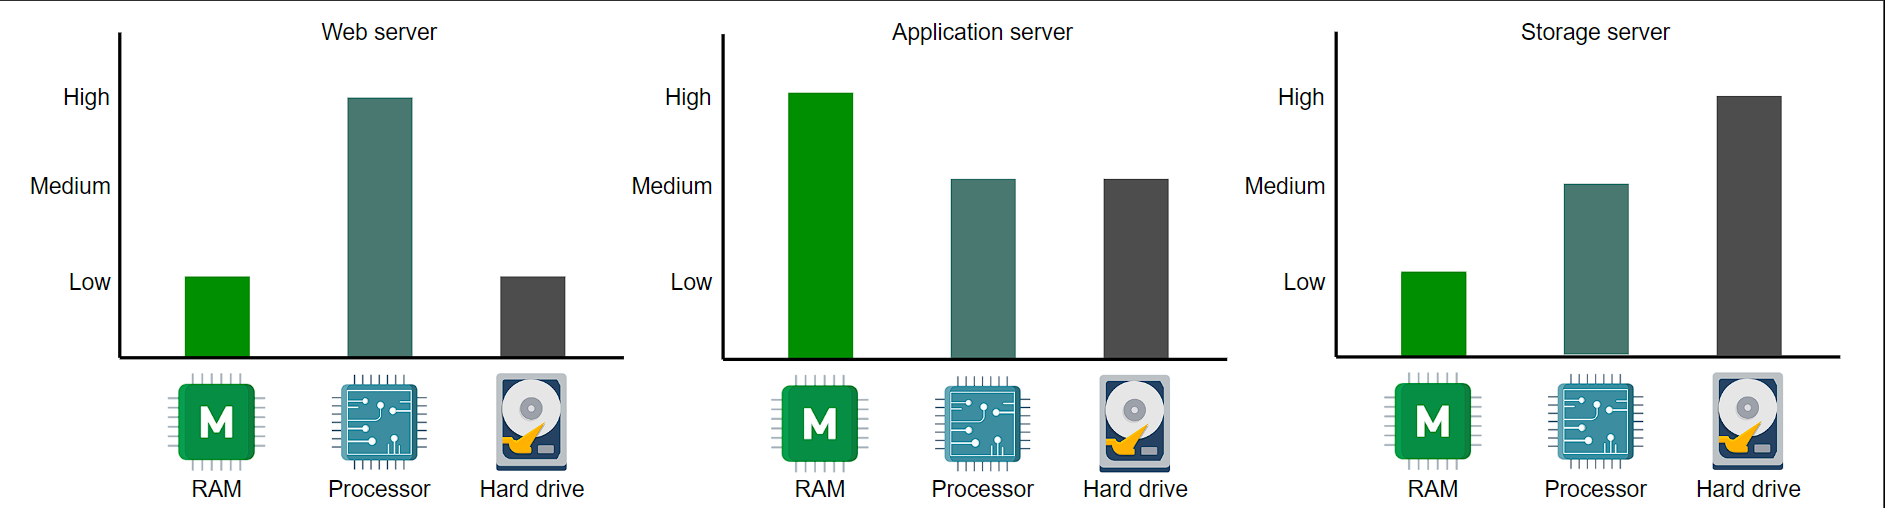 Web server
High
Medium
Low
M
RAM
Processor
Hard drive
Application server
High
Medium
Low
M
RAM
Processor
Hard drive
Storage server
High
Medium
Low
M
RAM
Processor
Hard drive